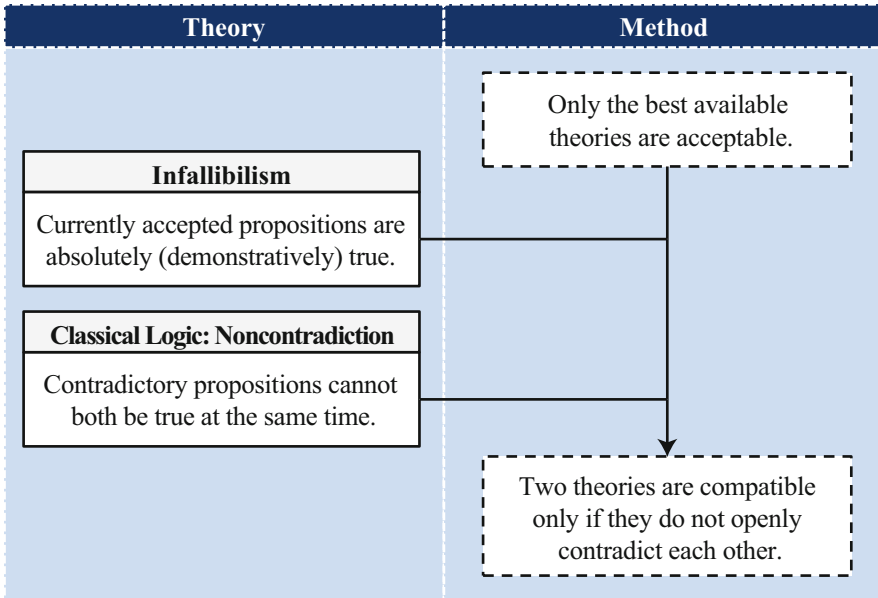 Theory
Method
Only the best available
theories are acceptable.
Infallibilism
Currently accepted propositions are
absolutely (demonstratively) true.
Classical Logic: Noncontradiction
Contradictory propositions cannot
both be true at the same time.
Two theories are compatible
only if they do not openly
contradict each other.